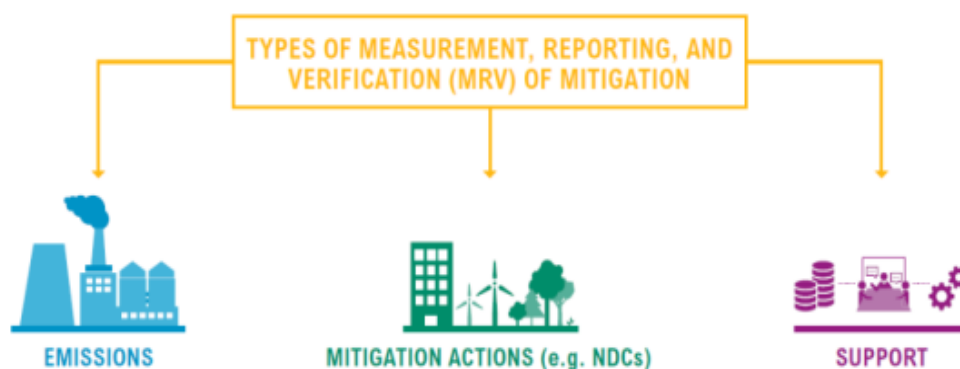 TYPES OF MEASUREMENT, REPORTING, AND
VERIFICATION (MRV) OF MITIGATION
EMISSIONS
MITIGATION ACTIONS (e.g. NDCs)
SUPPORT